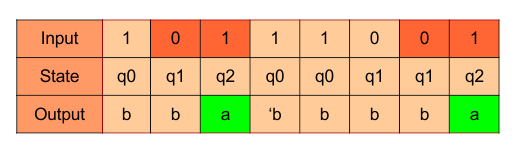 Input 1 0 1 1 1 0 0 1
State q0 q1 q2 q0 q0 q1 q1 q2
Output b b a ‘b b b b a